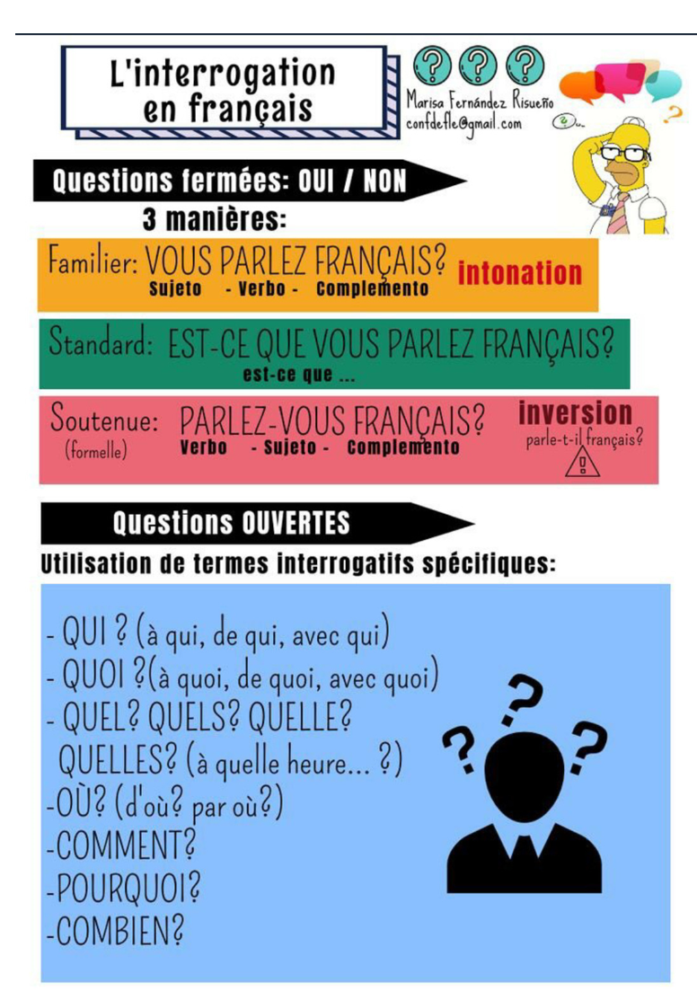 L'interrogation
en français
Marisa Fernández Risueño
confdefle@gmail.com
Questions fermées: OUI / NON
3 manières:
Familier: VOUS PARLEZ FRANÇAIS? intonation
Sujeto - Verbo - Complemento
Standard: EST-CE QUE VOUS PARLEZ FRANÇAIS?
est-ce que ...
Soutenue: PARLEZ-VOUS FRANÇAIS? inversion
(formelle) Verbo - Sujeto - Complemento parle-t-il français?
Questions OUVERTES
Utilisation de termes interrogatifs spécifiques:
- QUI ? (à qui, de qui, avec qui)
- QUOI ?(à quoi, de quoi, avec quoi)
- QUEL? QUELS? QUELLE?
QUELLES? (à quelle heure... ?)
-OÙ? (d'où? par où?)
-COMMENT?
-POURQUOI?
-COMBIEN?